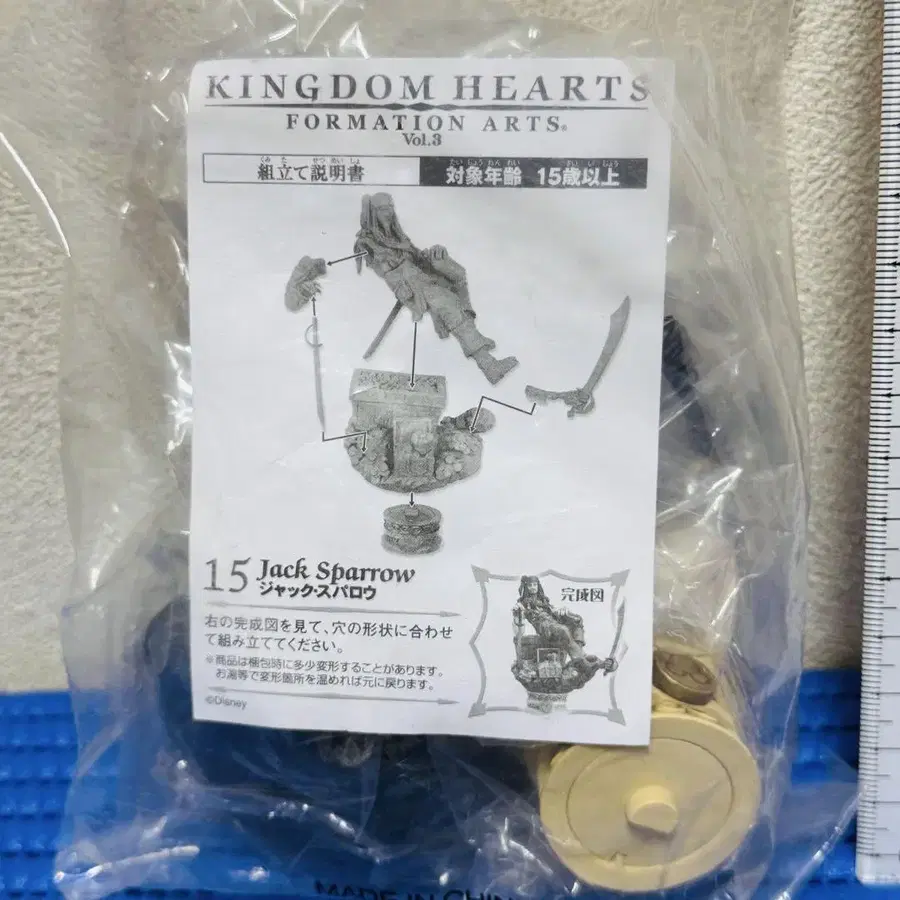 KINGDOM HEARTS
FORMATION ARTS®
Vol.3
組立て説明書
対象年齢 15歳以上
15 Jack Sparrow
ジャック・スパロウ
完成図
右の完成図を見て、穴の形状に合わせ
て組み立ててください。
※商品は梱包時に多少変形することがあります。
お湯等で変形箇所を温めれば元に戻ります。
©Disney
MADE IN CHIN